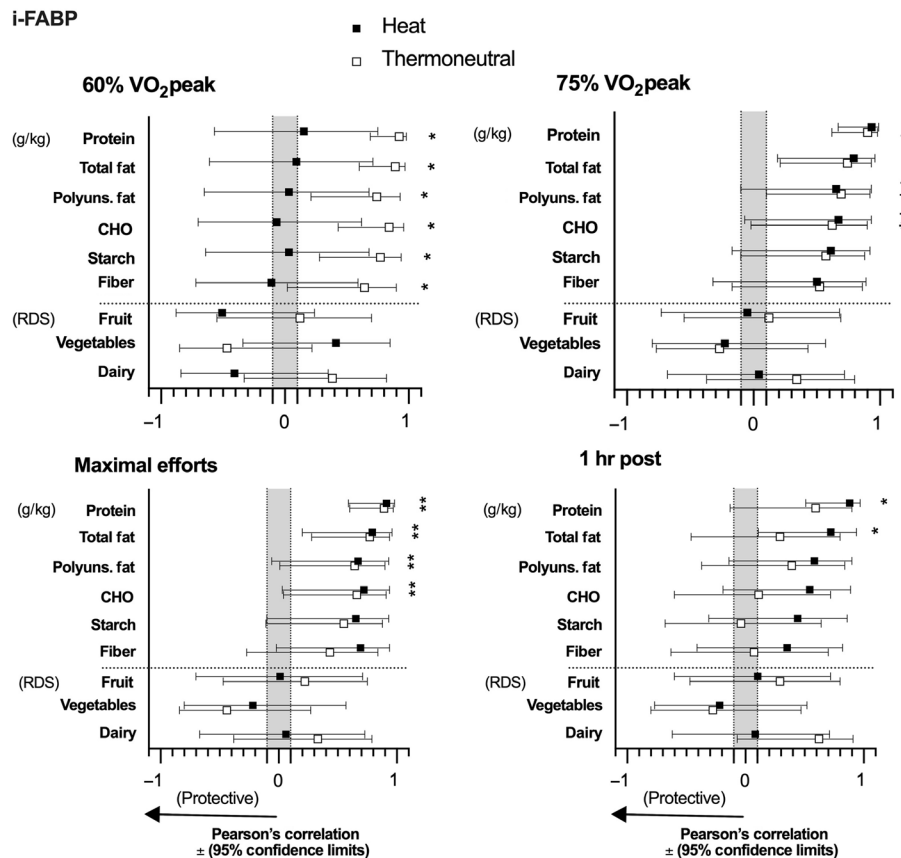 i-FABP
Heat
Thermoneutral
60% VO2peak
(g/kg)
Protein *
Total fat *
Polyuns. fat *
CHO *
Starch *
Fiber *
(RDS) Fruit
Vegetables
Dairy
–1 0 1
75% VO2peak
(g/kg)
Protein
Total fat
Polyuns. fat
CHO
Starch
Fiber
(RDS) Fruit
Vegetables
Dairy
–1 0 1
Maximal efforts
(g/kg) Protein **
Total fat **
Polyuns. fat **
CHO **
Starch
Fiber
(RDS) Fruit
Vegetables
Dairy
–1 0 1
(Protective)
Pearson's correlation
± (95% confidence limits)
1 hr post
(g/kg) Protein *
Total fat *
Polyuns. fat
CHO
Starch
Fiber
(RDS) Fruit
Vegetables
Dairy
–1 0 1
(Protective)
Pearson's correlation
± (95% confidence limits)